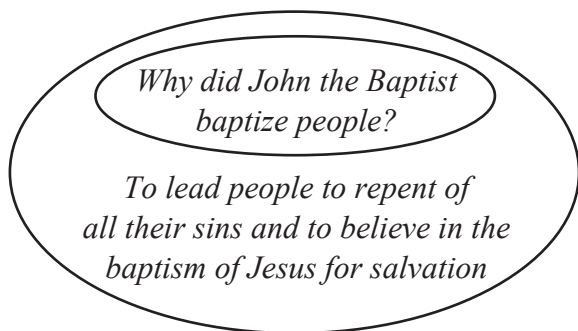 Why did John the Baptist
baptize people?
To lead people to repent of
all their sins and to believe in the
baptism of Jesus for salvation